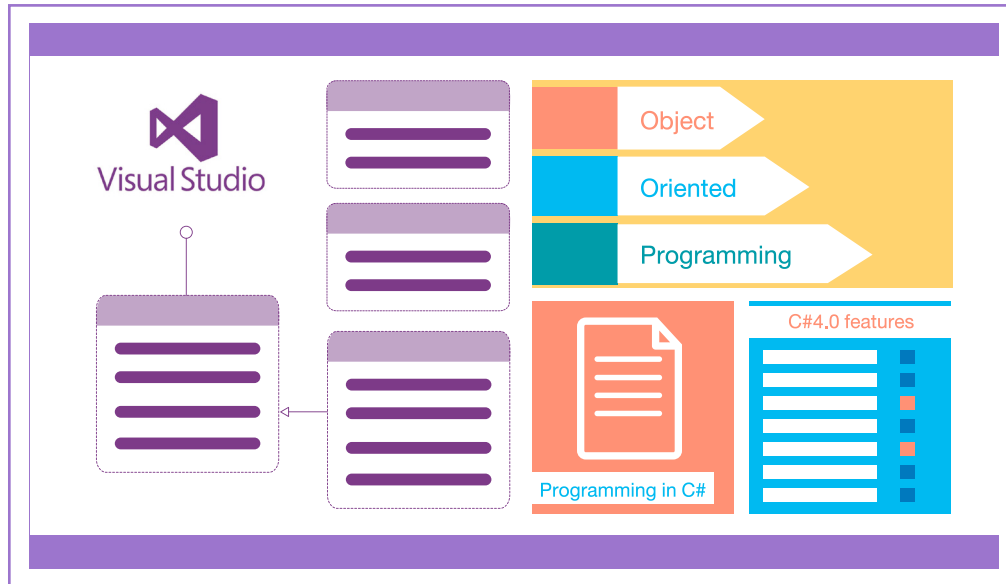 Visual Studio
Object
Oriented
Programming
Programming in C#
C#4.0 features